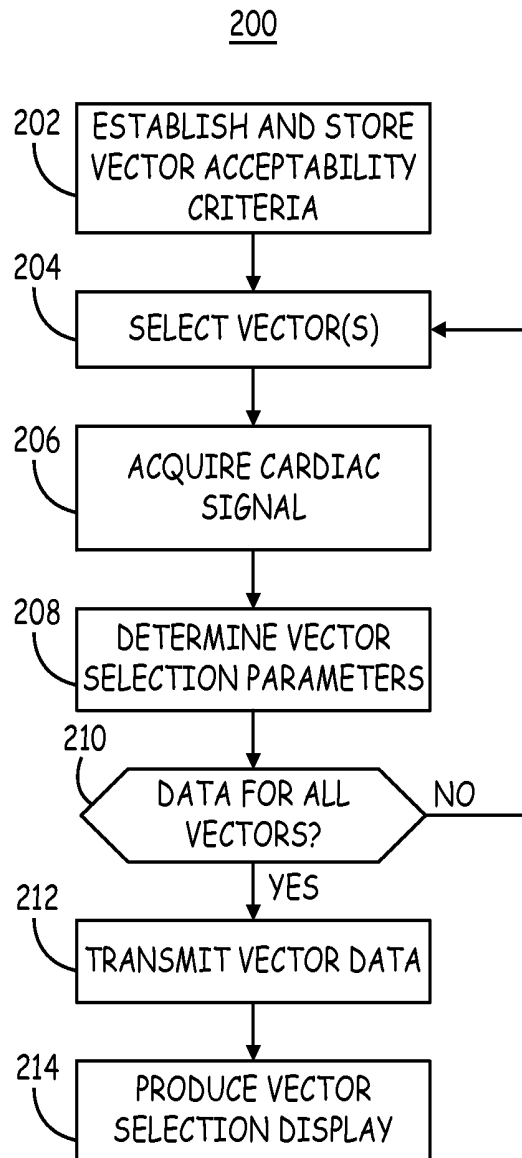 200
202
ESTABLISH AND STORE
VECTOR ACCEPTABILITY
CRITERIA
204
SELECT VECTOR(S)
206
ACQUIRE CARDIAC
SIGNAL
208
DETERMINE VECTOR
SELECTION PARAMETERS
210
DATA FOR ALL
VECTORS?
NO
YES
212
TRANSMIT VECTOR DATA
214
PRODUCE VECTOR
SELECTION DISPLAY